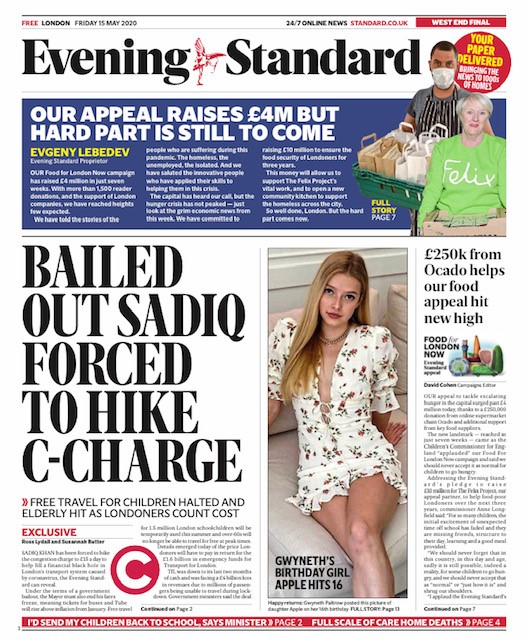 FREE LONDON FRIDAY 15 MAY 2020
24/7 ONLINE NEWS STANDARD.CO.UK
WEST END FINAL
Evening Standard
YOUR
PAPER
DELIVERED
BRINGING THE
NEWS TO 1000s
OF HOMES
OUR APPEAL RAISES £4M BUT
HARD PART IS STILL TO COME
EVGENY LEBEDEV
Evening Standard Proprietor
OUR Food for London Now campaign
has raised £4 million in just seven
weeks. With more than 1,500 reader
donations, and the support of London
companies, we have reached heights
few expected.
We have told the stories of the
people who are suffering during this
pandemic. The homeless, the
unemployed, the isolated. And we
have saluted the innovative people
who have applied their skills to
helping them in this crisis.
The capital has heard our call, but the
hunger crisis has not peaked — just
look at the grim economic news from
this week. We have committed to
raising £10 million to ensure the
food security of Londoners for
three years.
This money will allow us to
support The Felix Project's
vital work, and to open a new
community kitchen to support
the homeless across the city.
So well done, London. But the hard
part comes now.
FULL
STORY
PAGE 7
Felix
BAILED
OUT SADIQ
FORCED
TO HIKE
C-CHARGE
» FREE TRAVEL FOR CHILDREN HALTED AND
ELDERLY HIT AS LONDONERS COUNT COST
EXCLUSIVE
Ross Lydall and Susannah Butter
SADIQ KHAN has been forced to hike
the congestion charge to £15 a day to
help fill a financial black hole in
London's transport system caused
by coronavirus, the Evening Stand-
ard can reveal.
Under the terms of a government
bailout, the Mayor must also end his fares
freeze, meaning tickets for buses and Tube
will rise above inflation from January. Free travel
C
for 1.5 million London schoolchildren will be
temporarily axed this summer and over-60s will
no longer be able to travel for free at peak times.
Details emerged today of the price Lon-
doners will have to pay in return for the
£1.6 billion in emergency funds for
Transport for London.
TfL was down to its last two months
of cash and was facing a £4 billion loss
in revenues due to millions of passen-
gers being unable to travel during lock-
down. Government ministers said the deal
Continued on Page 2
GWYNETH'S
BIRTHDAY GIRL
APPLE HITS 16
Happy returns: Gwyneth Paltrow posted this picture of
daughter Apple on her 16th birthday FULL STORY: Page 13
£250k from
Ocado helps
our food
appeal hit
new high
FOOD for
LONDON
NOW
Evening
Standard
appeal
David Cohen Campaigns Editor
OUR appeal to tackle escalating
hunger in the capital surged past £4
million today, thanks to a £250,000
donation from online supermarket
chain Ocado and additional support
from key food suppliers.
The new landmark — reached in
just seven weeks — came as the
Children's Commissioner for Eng-
land "applauded" our Food For
London Now campaign and said we
should never accept it as normal for
children to go hungry.
Addressing the Evening Stand-
ard's pledge to raise
£10 million for The Felix Project, our
appeal partner, to help food-poor
Londoners over the next three
years, commissioner Anne Long-
field said: "For so many children, the
initial excitement of unexpected
time off school has faded and they
are missing friends, structure to
their day, learning and a good meal
provided.
"We should never forget that in
this country, in this day and age,
sadly it is still possible, indeed a
reality, for some children to go hun-
gry, and we should never accept that
as "normal" or "just how it is" and
shrug our shoulders.
"I applaud the Evening Standard's
Continued on Page 7
I'D SEND MY CHILDREN BACK TO SCHOOL, SAYS MINISTER » PAGE 2 FULL SCALE OF CARE HOME DEATHS » PAGE 4